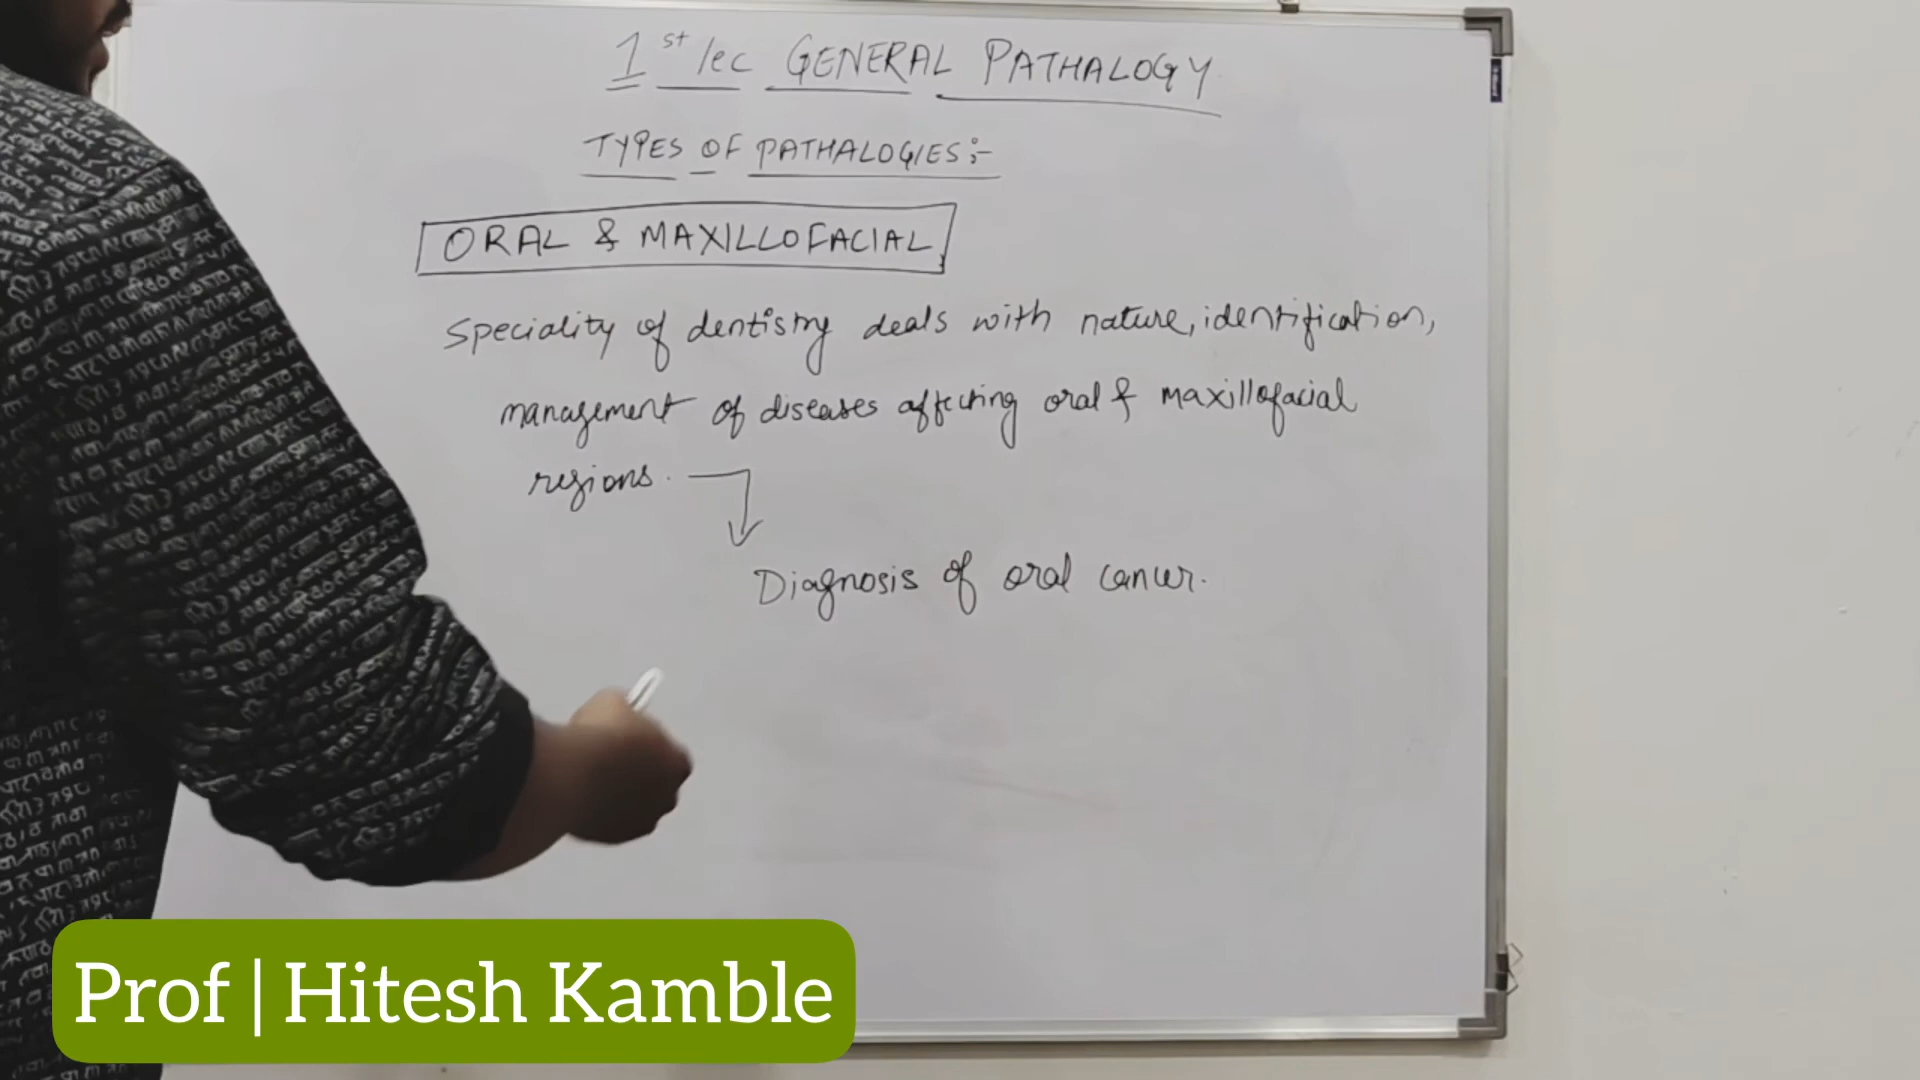 1st lec GENERAL PATHALOGY
TYPES OF PATHALOGIES:-
ORAL & MAXILLOFACIAL
Speciality of dentistry deals with nature, identification,
management of diseases affecting oral & maxillofacial
regions.
Diagnosis of oral cancer.
Prof | Hitesh Kamble